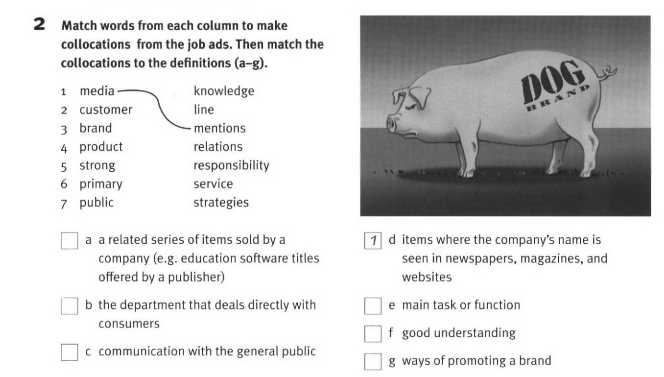 2 Match words from each column to make
collocations from the job ads. Then match the
collocations to the definitions (a–g).
1 media knowledge
2 customer line
3 brand mentions
4 product relations
5 strong responsibility
6 primary service
7 public strategies
DOG
BRAND
a a related series of items sold by a
company (e.g. education software titles
offered by a publisher)
b the department that deals directly with
consumers
c communication with the general public
1 d items where the company's name is
seen in newspapers, magazines, and
websites
e main task or function
f good understanding
g ways of promoting a brand